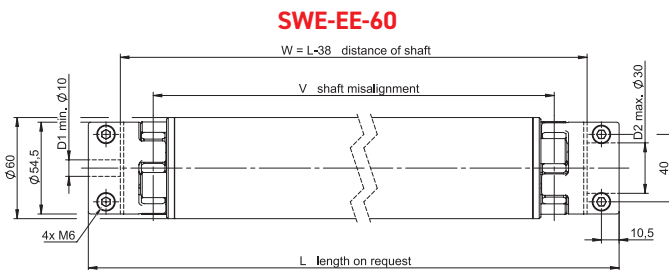 SWE-EE-60
W = L-38 distance of shaft
V shaft misalignment
D1 min. Ø10
D2 max. Ø30
Ø60
Ø54,5
40
4x M6
10,5
L length on request